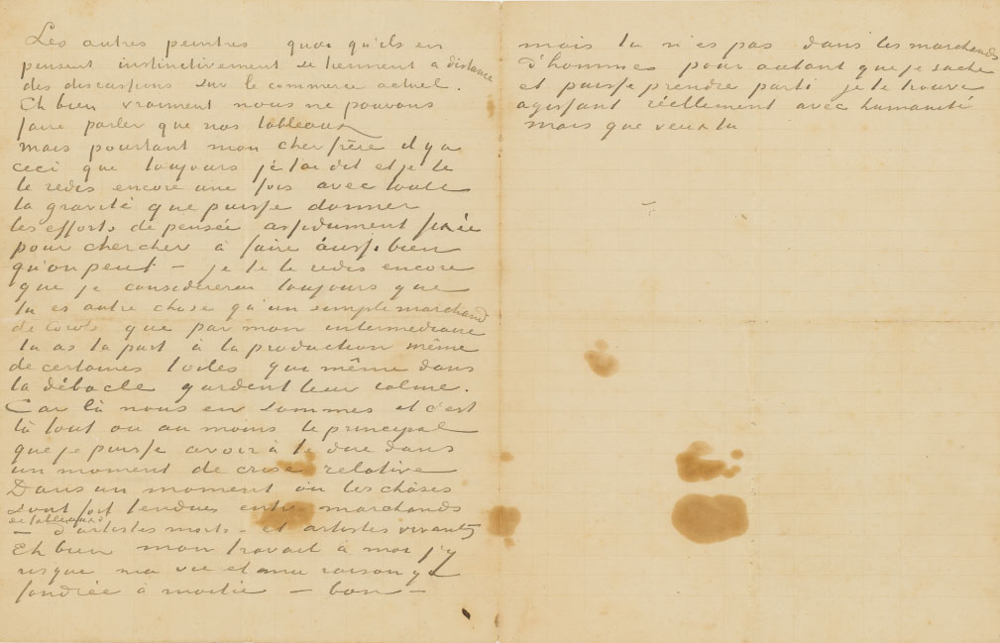 Les autres peintres quoi qu'ils en
pensent instinctivement se tiennent a distance
des discussions sur le commerce actuel.
Eh bien vraiment nous ne pouvons
faire parler que nos tableaux
mais pourtant mon cher frère il y a
ceci que toujours je t'ai dit et je te
le redis encore une fois avec toute
la gravité que puisse donner
les efforts de pensée assidument fixée
pour chercher à faire aussi bien
qu'on peut – je te le redis encore
que je considererai toujours que
tu es autre chose qu'un simple marchand
de Corots que par mon intermediaire
tu as ta part à la production même
de certaines toiles qui même dans
la débacle gardent leur calme.
Car là nous en sommes et c'est
là tout ou au moins le principal
que je puisse avoir à te dire dans
un moment de crise relative
Dans un moment où les choses
sont fort tendues entre marchands
de tableaux
– d'artistes morts – et artistes vivants
Eh bien mon travail à moi j'y
risque ma vie et ma raison y a
fondrée à moitié – bon –
mais tu n'es pas dans les marchands
d'hommes pour autant que je sache
et puisse prendre parti je te trouve
agissant réellement avec humanité
mais que veux tu